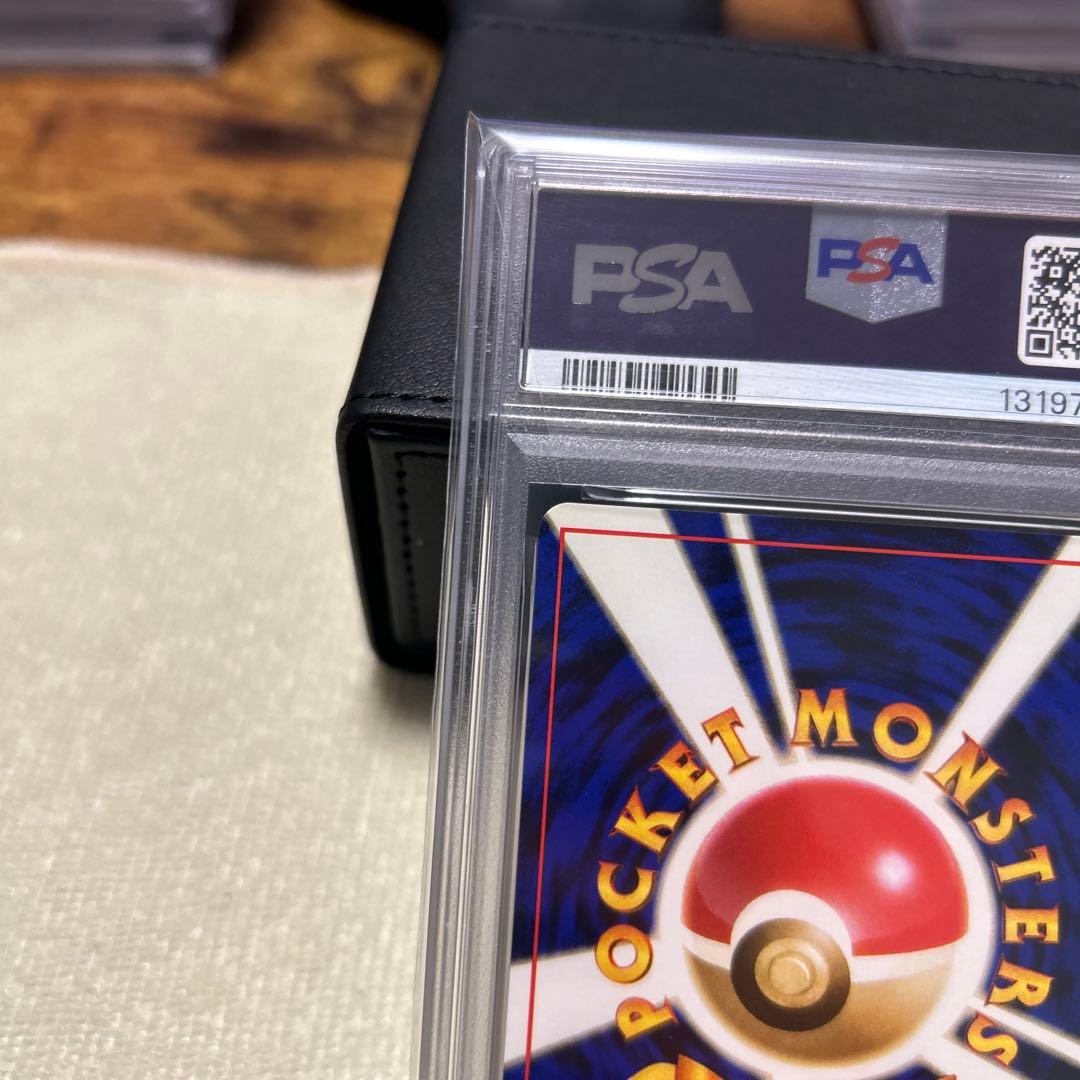 PSA PSA
13197
POCKET MONSTERS